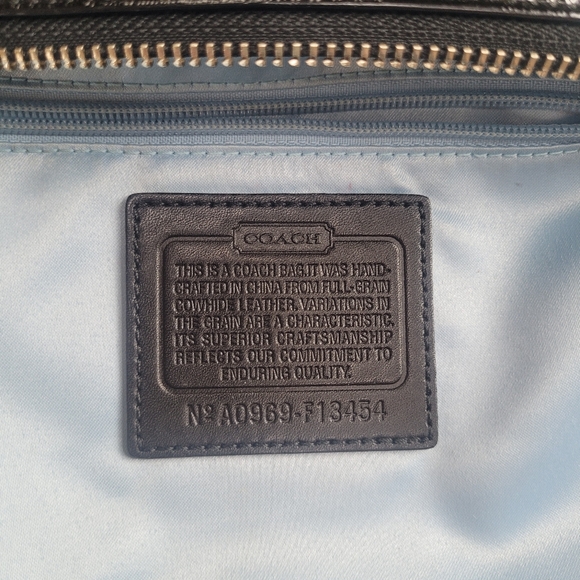 COACH
THIS IS A COACH BAG.IT WAS HAND-
CRAFTED IN CHINA FROM FULL-GRAIN
COWHIDE LEATHER. VARIATIONS IN
THE GRAIN ARE A CHARACTERISTIC.
ITS SUPERIOR CRAFTSMANSHIP
REFLECTS OUR COMMITMENT TO
ENDURING QUALITY.
Nº A0969-F13454